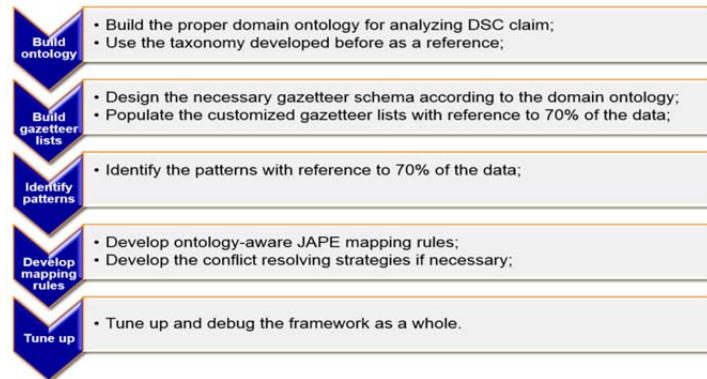 Build
ontology
• Build the proper domain ontology for analyzing DSC claim;
• Use the taxonomy developed before as a reference;
Build
gazetteer
lists
• Design the necessary gazetteer schema according to the domain ontology;
• Populate the customized gazetteer lists with reference to 70% of the data;
Identify
patterns
• Identify the patterns with reference to 70% of the data;
Develop
mapping
rules
• Develop ontology-aware JAPE mapping rules;
• Develop the conflict resolving strategies if necessary;
Tune up
• Tune up and debug the framework as a whole.